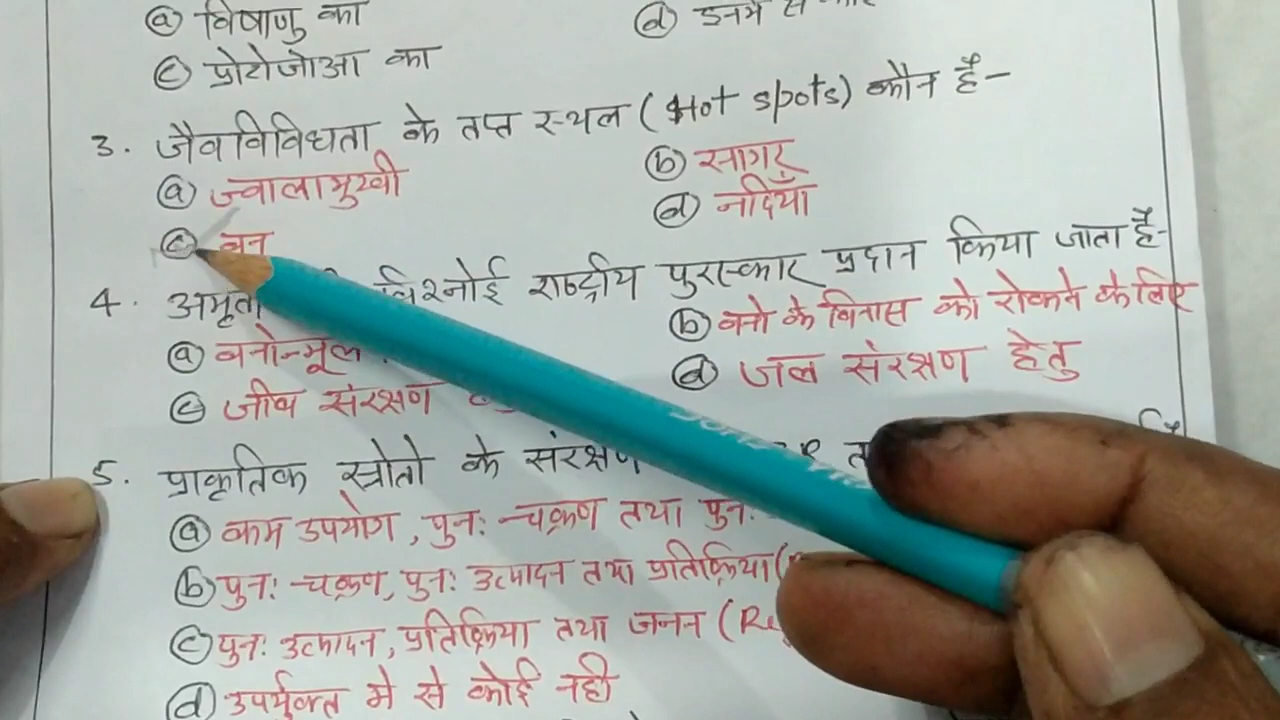 ⓐ विषाणु का
ⓓ इनमें से
ⓒ प्रोटोजोआ का
3. जैवविविधता के तप्त स्थल (Hot spots) कौन है-
ⓐ ज्वालामुखी ⓑ सागर
ⓒ वन ⓓ नदियाँ
4. अमृता विश्नोई राष्ट्रीय पुरस्कार प्रदान किया जाता है-
ⓐ वनोन्मूल ⓑ वनो के विनास को रोकने के लिए
ⓒ जीव संरक्षण ⓓ जल संरक्षण हेतु
5. प्राकृतिक स्त्रोतो के संरक्षण
ⓐ कम उपयोग, पुनः चक्रण तथा पुनः
ⓑ पुनः चक्रण, पुनः उत्पादन तथा प्रतिक्रिया (
ⓒ पुनः उत्पादन, प्रतिक्रिया तथा जनन (Re
ⓓ उपर्युक्त मे से कोई नही